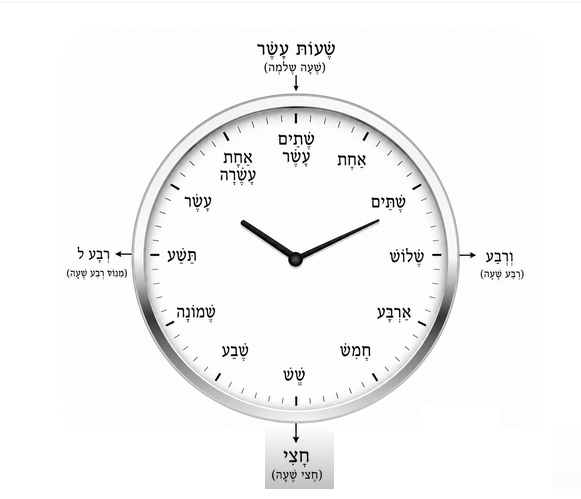 שָׁעוֹת עָשָׂר
(שָׁעָה שְׁלֵמָה)
שְׁתֵּים
עֶשְׂרֵ
אַחַת
עֶשְׂרֵה
אַחַת
עֶשֶׂר
שְׁתַּיִם
רְבָע ל
תֵּשַׁע
שָׁלוֹשׁ
וְרֶבַע
(רֶבַע שָׁעָה)
שְׁמוֹנָה
אַרְבָּע
שֶׁבַע
חָמֵשׁ
שֵׁשׁ
חֲצִי
(חֲצִי שָׁעָה)